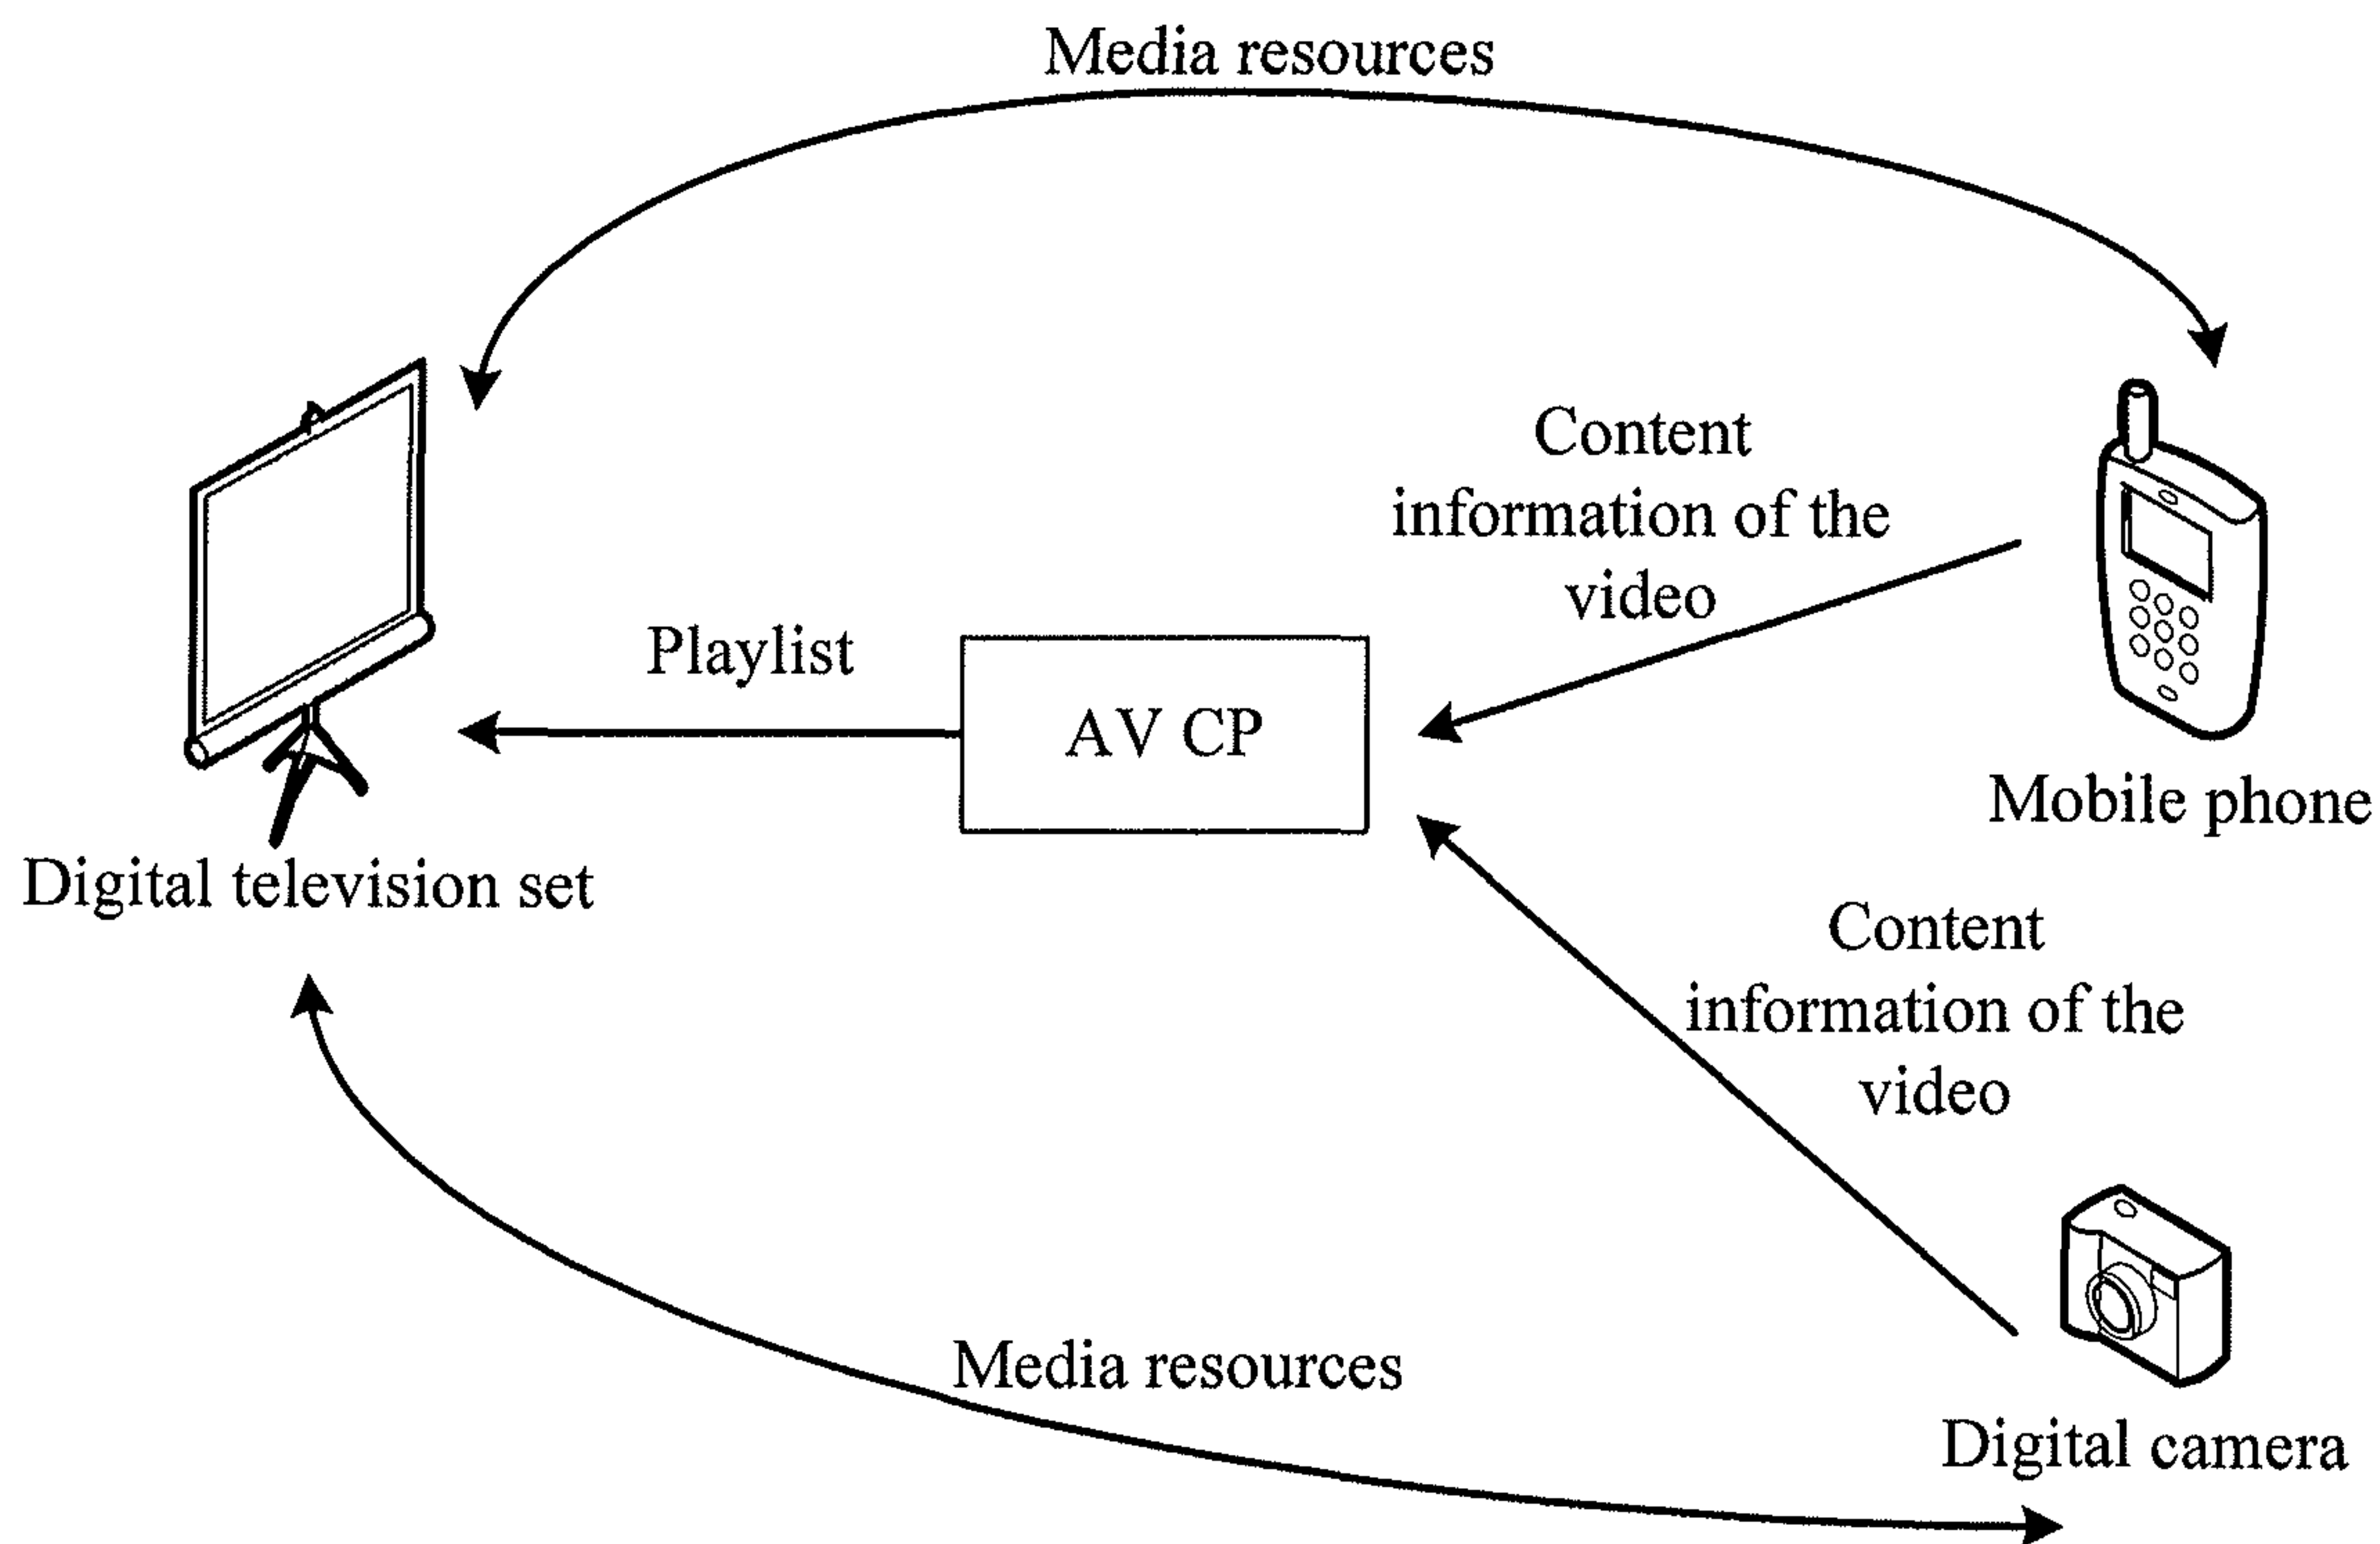 Media resources
Content
information of the
video
Playlist
AV CP
Mobile phone
Digital television set
Content
information of the
video
Media resources
Digital camera